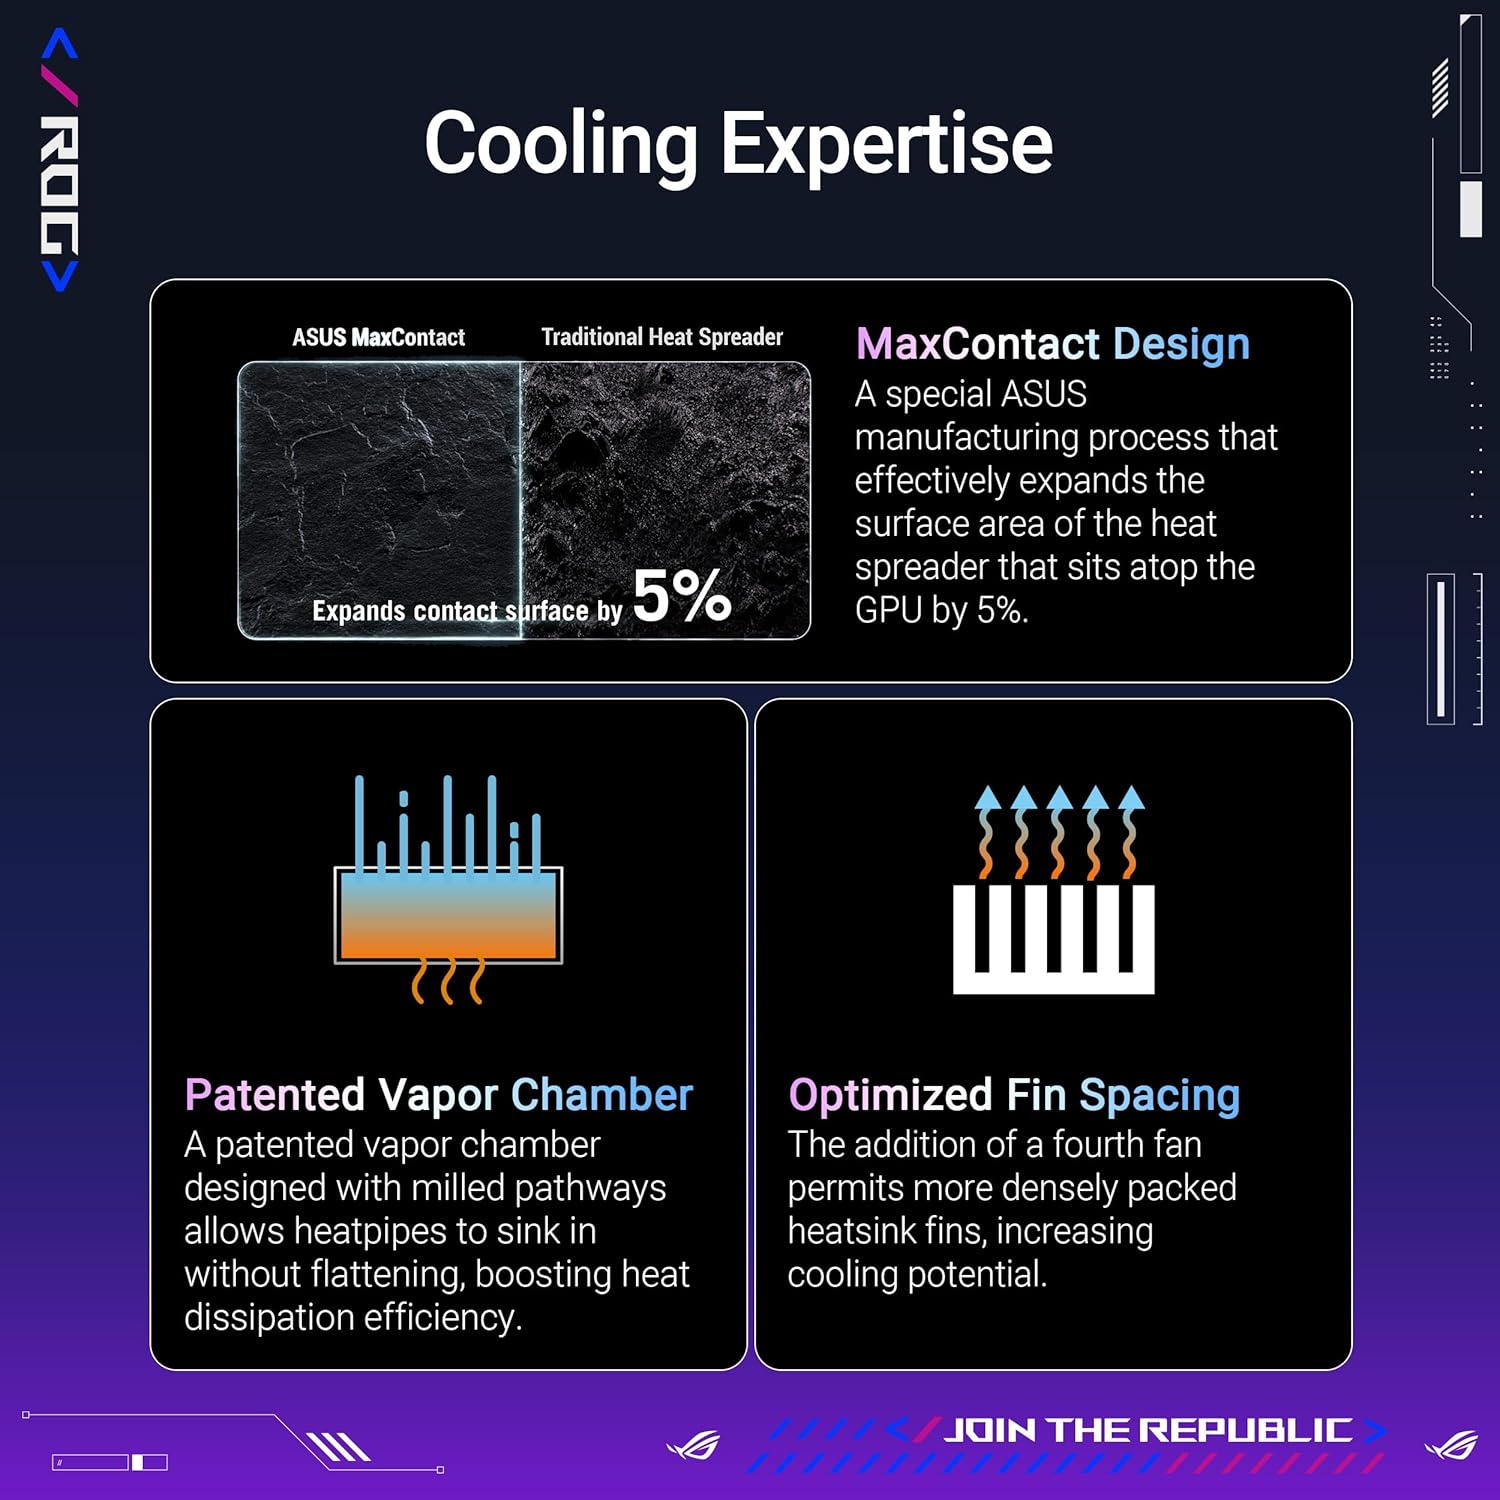 </ROG>
Cooling Expertise
ASUS MaxContact
Traditional Heat Spreader
Expands contact surface by 5%
MaxContact Design
A special ASUS
manufacturing process that
effectively expands the
surface area of the heat
spreader that sits atop the
GPU by 5%.
Patented Vapor Chamber
A patented vapor chamber
designed with milled pathways
allows heatpipes to sink in
without flattening, boosting heat
dissipation efficiency.
Optimized Fin Spacing
The addition of a fourth fan
permits more densely packed
heatsink fins, increasing
cooling potential.
</JOIN THE REPUBLIC>